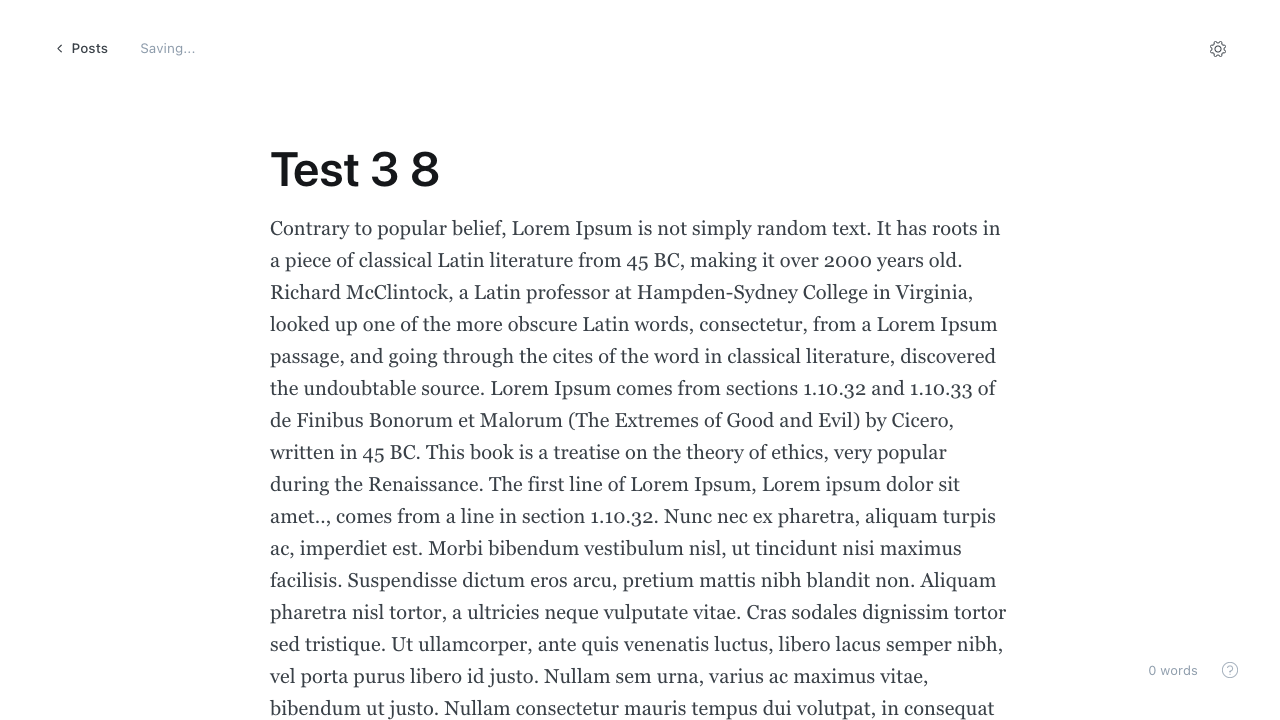 Posts
Saving...
Test 3 8
Contrary to popular belief, Lorem Ipsum is not simply random text. It has roots in
a piece of classical Latin literature from 45 BC, making it over 2000 years old.
Richard McClintock, a Latin professor at Hampden-Sydney College in Virginia,
looked up one of the more obscure Latin words, consectetur, from a Lorem Ipsum
passage, and going through the cites of the word in classical literature, discovered
the undoubtable source. Lorem Ipsum comes from sections 1.10.32 and 1.10.33 of
de Finibus Bonorum et Malorum (The Extremes of Good and Evil) by Cicero,
written in 45 BC. This book is a treatise on the theory of ethics, very popular
during the Renaissance. The first line of Lorem Ipsum, Lorem ipsum dolor sit
amet.., comes from a line in section 1.10.32. Nunc nec ex pharetra, aliquam turpis
ac, imperdiet est. Morbi bibendum vestibulum nisl, ut tincidunt nisi maximus
facilisis. Suspendisse dictum eros arcu, pretium mattis nibh blandit non. Aliquam
pharetra nisl tortor, a ultricies neque vulputate vitae. Cras sodales dignissim tortor
sed tristique. Ut ullamcorper, ante quis venenatis luctus, libero lacus semper nibh,
vel porta purus libero id justo. Nullam sem urna, varius ac maximus vitae,
bibendum ut justo. Nullam consectetur mauris tempus dui volutpat, in consequat
0 words